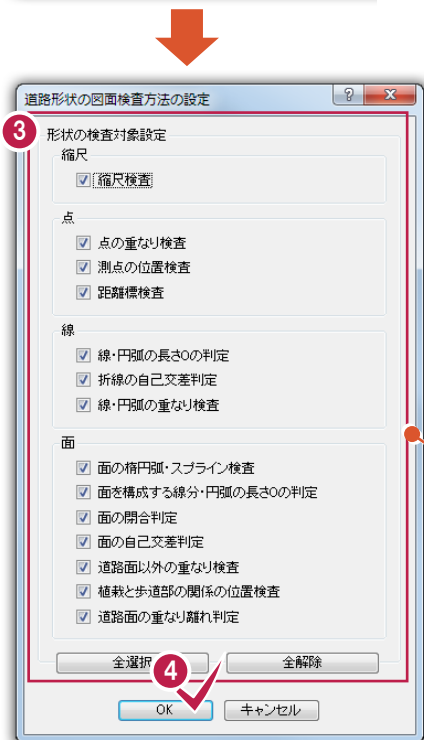 道路形状の図面検査方法の設定
3
形状の検査対象設定
縮尺
縮尺検査
点
点の重なり検査
測点の位置検査
距離標検査
線
線・円弧の長さ0の判定
折線の自己交差判定
線・円弧の重なり検査
面
面の楕円弧・スプライン検査
面を構成する線分・円弧の長さ0の判定
面の閉合判定
面の自己交差判定
道路面以外の重なり検査
植栽と歩道部の関係の位置検査
道路面の重なり離れ判定
全選択 全解除
4
OK キャンセル